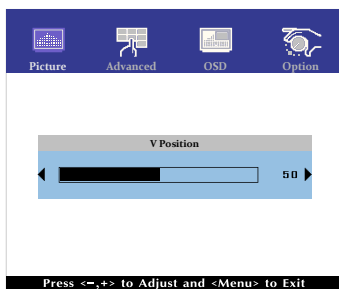 Picture Advanced OSD Option
V Position
50
Press <-,+> to Adjust and <Menu> to Exit